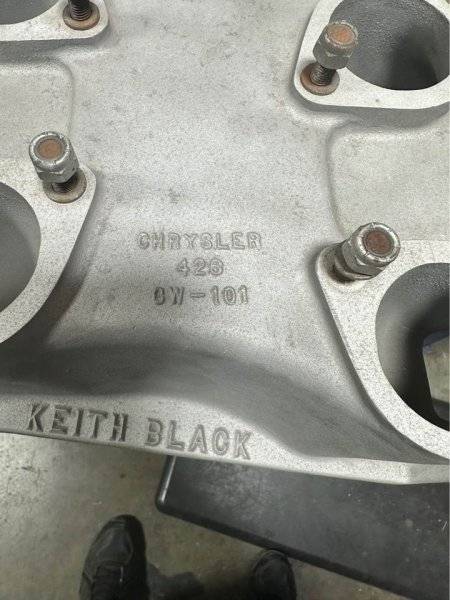 CHRYSLER
426
CW-101
KEITH BLACK